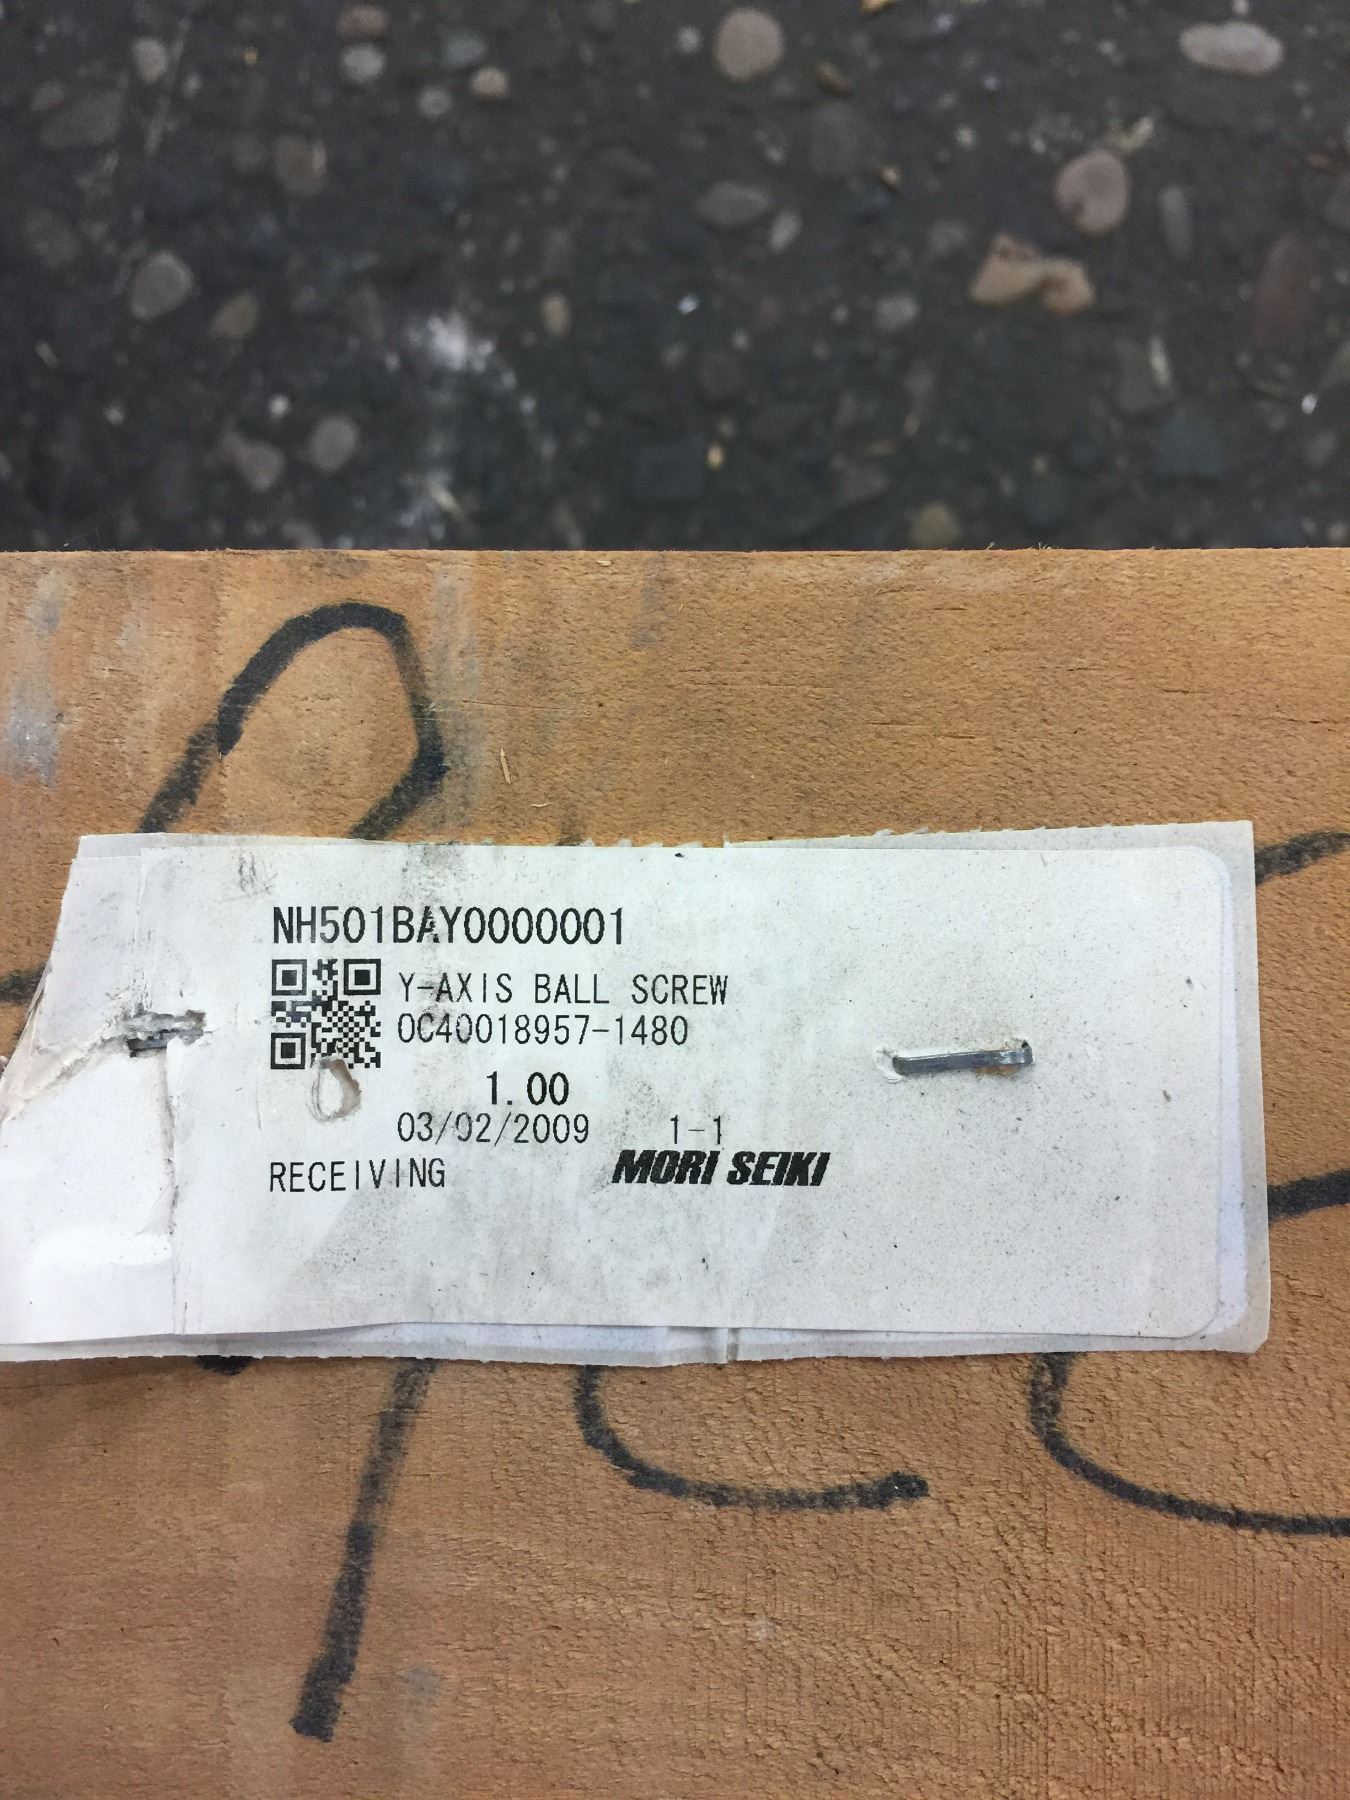 NH501BAY0000001
Y-AXIS BALL SCREW
0C40018957-1480
1.00
03/02/2009 1-1
RECEIVING MORI SEIKI